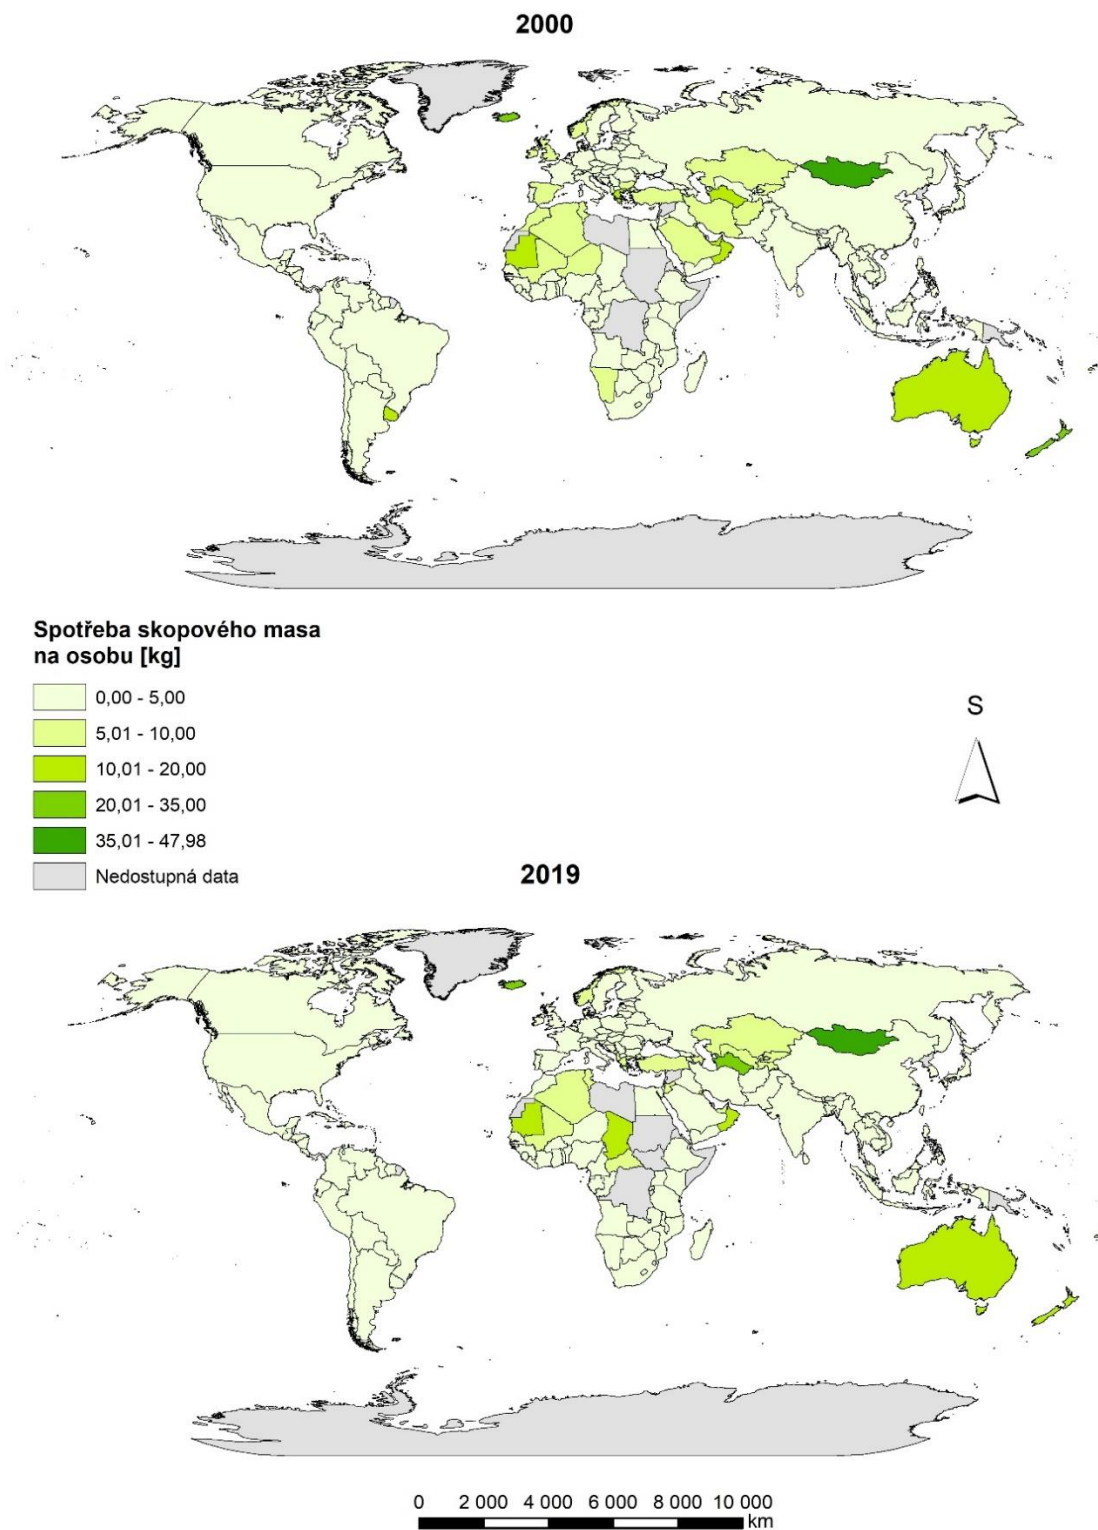 2000
Spotřeba skopového masa
na osobu [kg]
0,00 - 5,00
5,01 - 10,00
10,01 - 20,00
20,01 - 35,00
35,01 - 47,98
Nedostupná data
S
2019
0 2 000 4 000 6 000 8 000 10 000
km